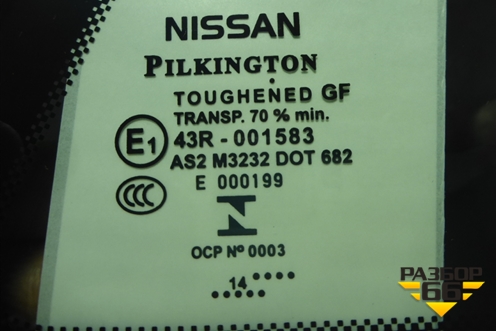 NISSAN
PILKINGTON
TOUGHENED GF
TRANSP. 70 % min.
E1 43R - 001583
AS2 M3232 DOT 682
CCC E 000199
OCP Nº 0003
14
РАЗБОР
66